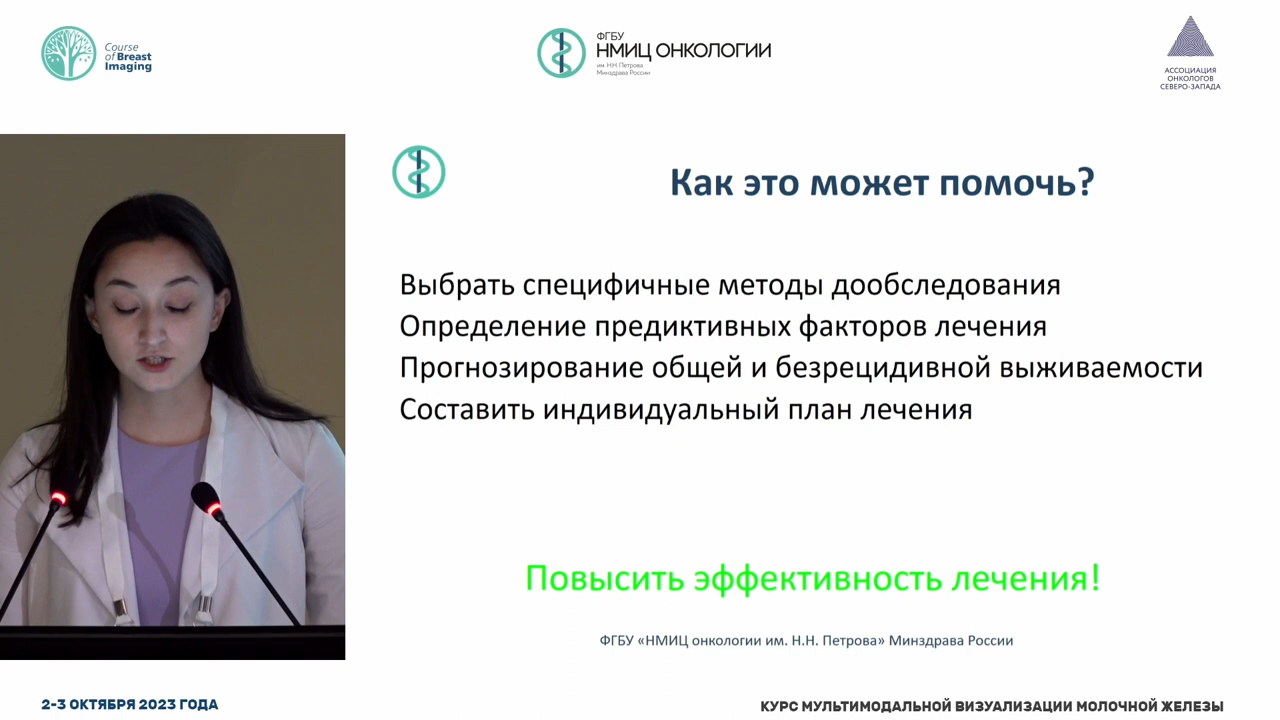 Course
of Breast
Imaging
ФГБУ
НМИЦ ОНКОЛОГИИ
им. Н.Н. Петрова
Минздрава России
АССОЦИАЦИЯ
ОНКОЛОГОВ
СЕВЕРО-ЗАПАДА
Как это может помочь?
Выбрать специфичные методы дообследования
Определение предиктивных факторов лечения
Прогнозирование общей и безрецидивной выживаемости
Составить индивидуальный план лечения
Повысить эффективность лечения!
ФГБУ «НМИЦ онкологии им. Н.Н. Петрова» Минздрава России
2-3 ОКТЯБРЯ 2023 ГОДА
КУРС МУЛЬТИМОДАЛЬНОЙ ВИЗУАЛИЗАЦИИ МОЛОЧНОЙ ЖЕЛЕЗЫ